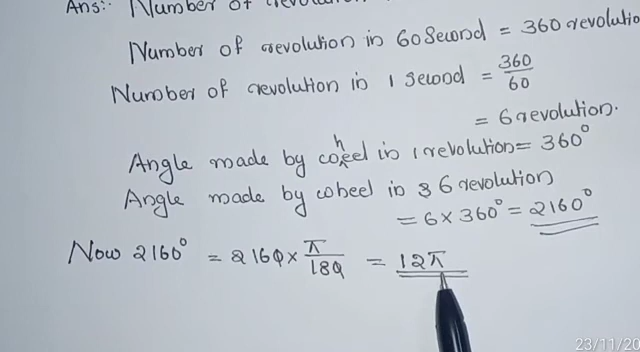 Ans:- Number of
Number of revolution in 60 Second = 360 revolutio
Number of revolution in 1 second = 360/60
= 6 revolution.
Angle made by wheel in 1 revolution = 360°
Angle made by wheel in 6 revolution
= 6 × 360° = 2160°
Now 2160° = 2160 × π/180 = 12π
23/11/20